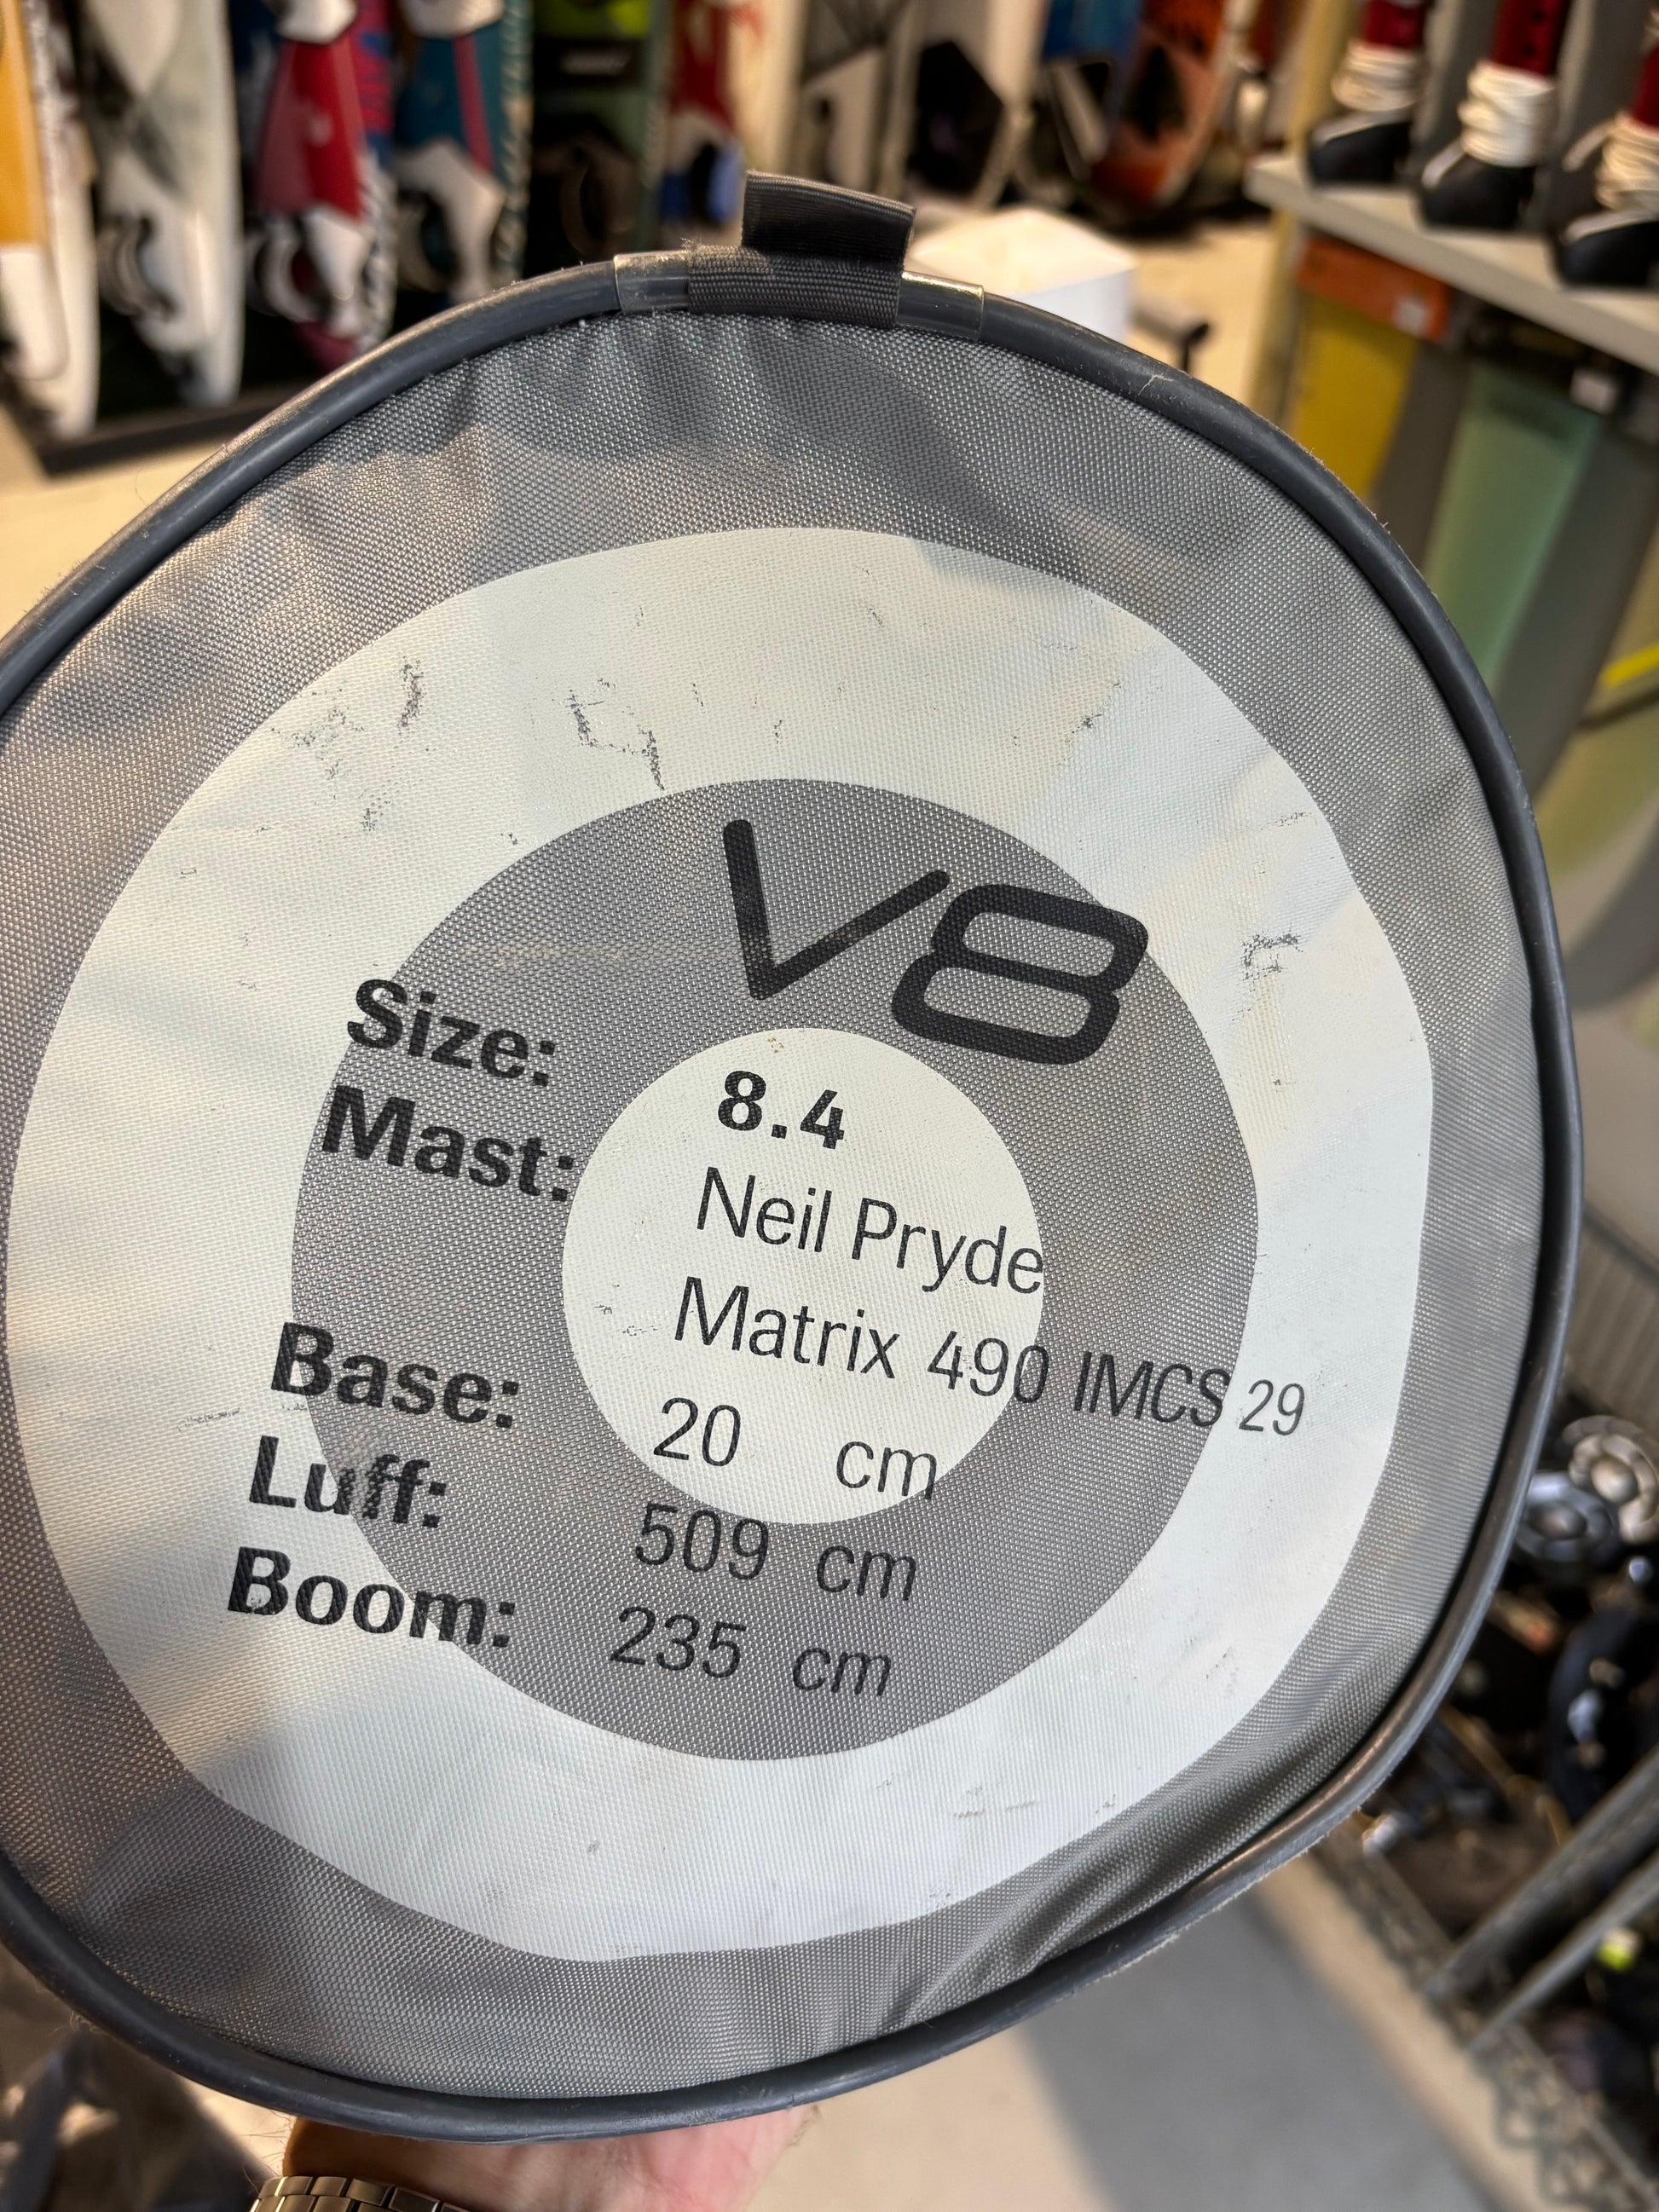 V8
Size: 8.4
Mast: Neil Pryde
Matrix 490 IMCS 29
Base: 20 cm
Luff: 509 cm
Boom: 235 cm